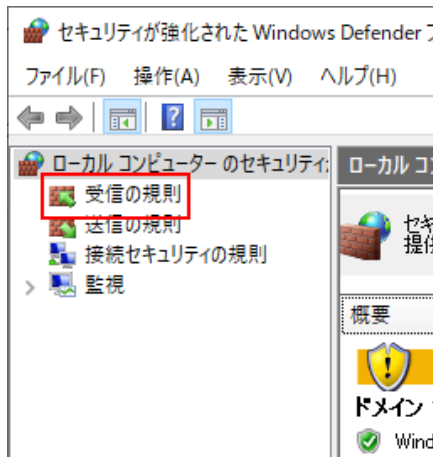 セキュリティが強化された Windows Defender
ファイル(F) 操作(A) 表示(V) ヘルプ(H)
ローカル コンピューター のセキュリティ
受信の規則
送信の規則
接続セキュリティの規則
監視
ローカル コン
セキ
提供
概要
ドメイン
Wind